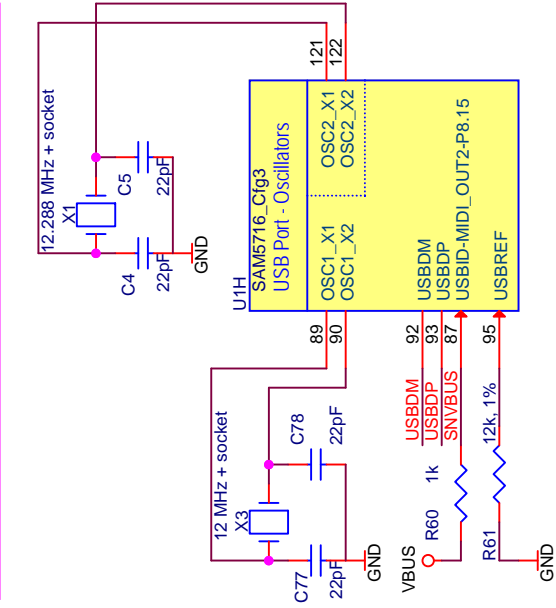 12.288 MHz + socket
X1
C5
22pF
C4
22pF
GND
121
122
U1H
SAM5716_Cfg3
USB Port - Oscillators
OSC2_X1
OSC2_X2
OSC1_X1
OSC1_X2
USBDM
USBDP
USBID-MIDI_OUT2-P8.15
USBREF
89
90
92
93
87
95
USBDM
USBDP
SNVBUS
12 MHz + socket
X3
C78
22pF
C77
22pF
GND
VBUS
R60
1k
R61
12k, 1%
GND